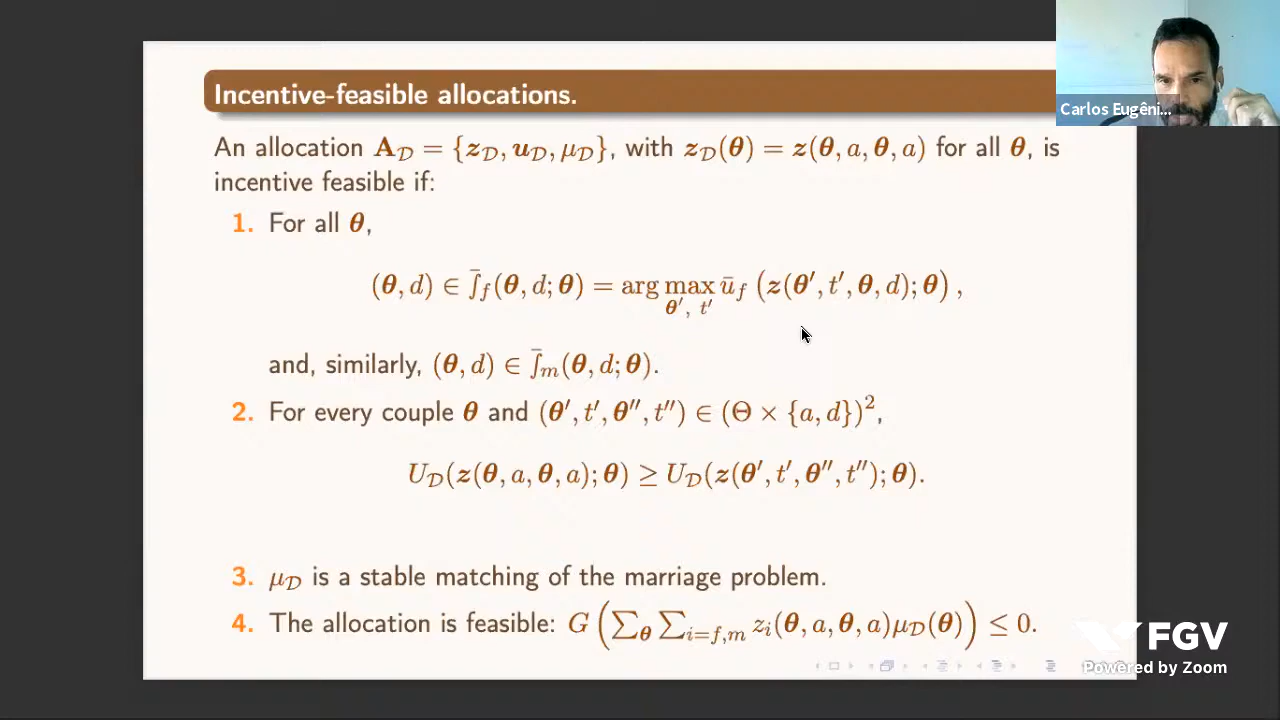 Incentive-feasible allocations.
Carlos Eugêni...
An allocation 𝐀_𝒟 = {𝒛_𝒟, 𝒖_𝒟, μ_𝒟}, with 𝒛_𝒟(𝜽) = 𝒛(𝜽, a, 𝜽, a) for all 𝜽, is
incentive feasible if:
1. For all 𝜽,
(𝜽, d) ∈ ∫̄_f(𝜽, d; 𝜽) = arg max_{𝜽′, t′} ū_f (𝒛(𝜽′, t′, 𝜽, d); 𝜽) ,
and, similarly, (𝜽, d) ∈ ∫̄_m(𝜽, d; 𝜽).
2. For every couple 𝜽 and (𝜽′, t′, 𝜽″, t″) ∈ (Θ × {a, d})²,
U_𝒟(𝒛(𝜽, a, 𝜽, a); 𝜽) ≥ U_𝒟(𝒛(𝜽′, t′, 𝜽″, t″); 𝜽).
3. μ_𝒟 is a stable matching of the marriage problem.
4. The allocation is feasible: G (∑_𝜽 ∑_{i=f,m} z_i(𝜽, a, 𝜽, a)μ_𝒟(𝜽)) ≤ 0.
FGV
Powered by Zoom